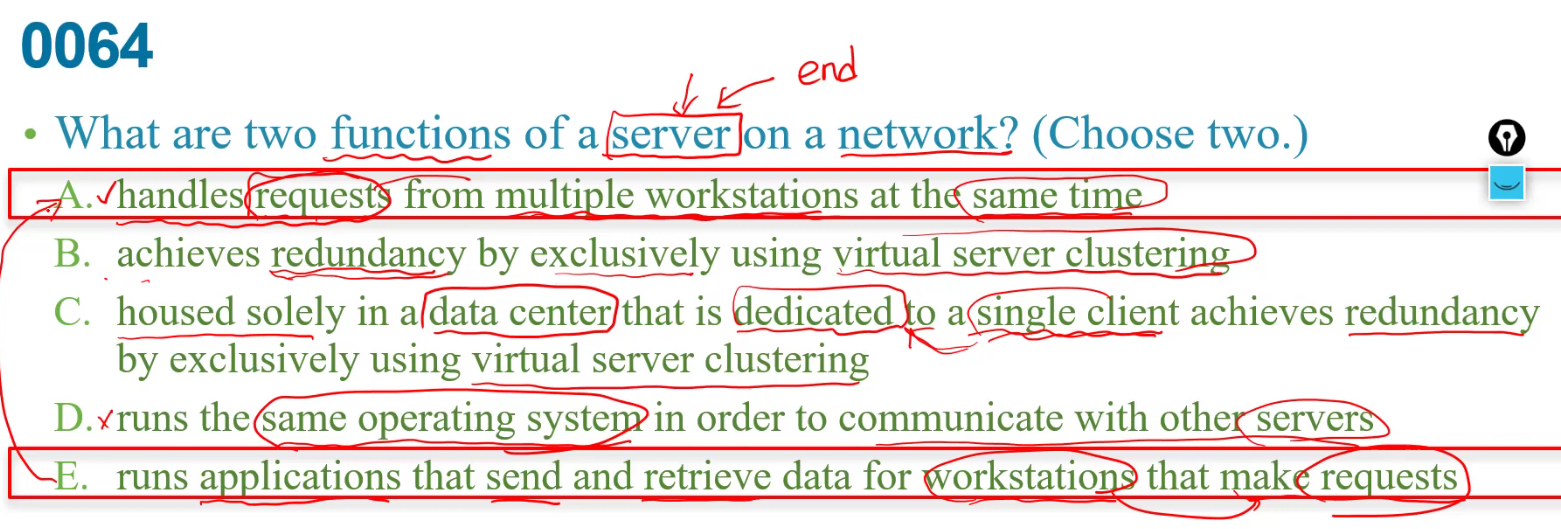 0064
end
• What are two functions of a server on a network? (Choose two.)
A. handles requests from multiple workstations at the same time
B. achieves redundancy by exclusively using virtual server clustering
C. housed solely in a data center that is dedicated to a single client achieves redundancy
by exclusively using virtual server clustering
D. runs the same operating system in order to communicate with other servers
E. runs applications that send and retrieve data for workstations that make requests